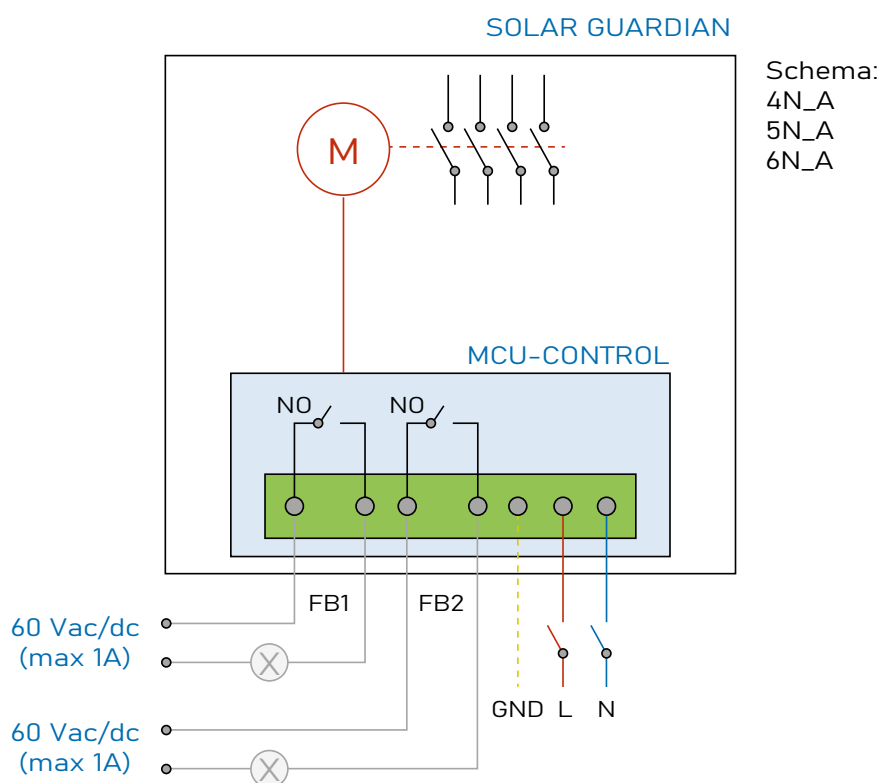 SOLAR GUARDIAN
Schema:
4N_A
5N_A
6N_A
M
MCU-CONTROL
NO
NO
FB1
FB2
60 Vac/dc
(max 1A)
X
GND
L
N
60 Vac/dc
(max 1A)
X